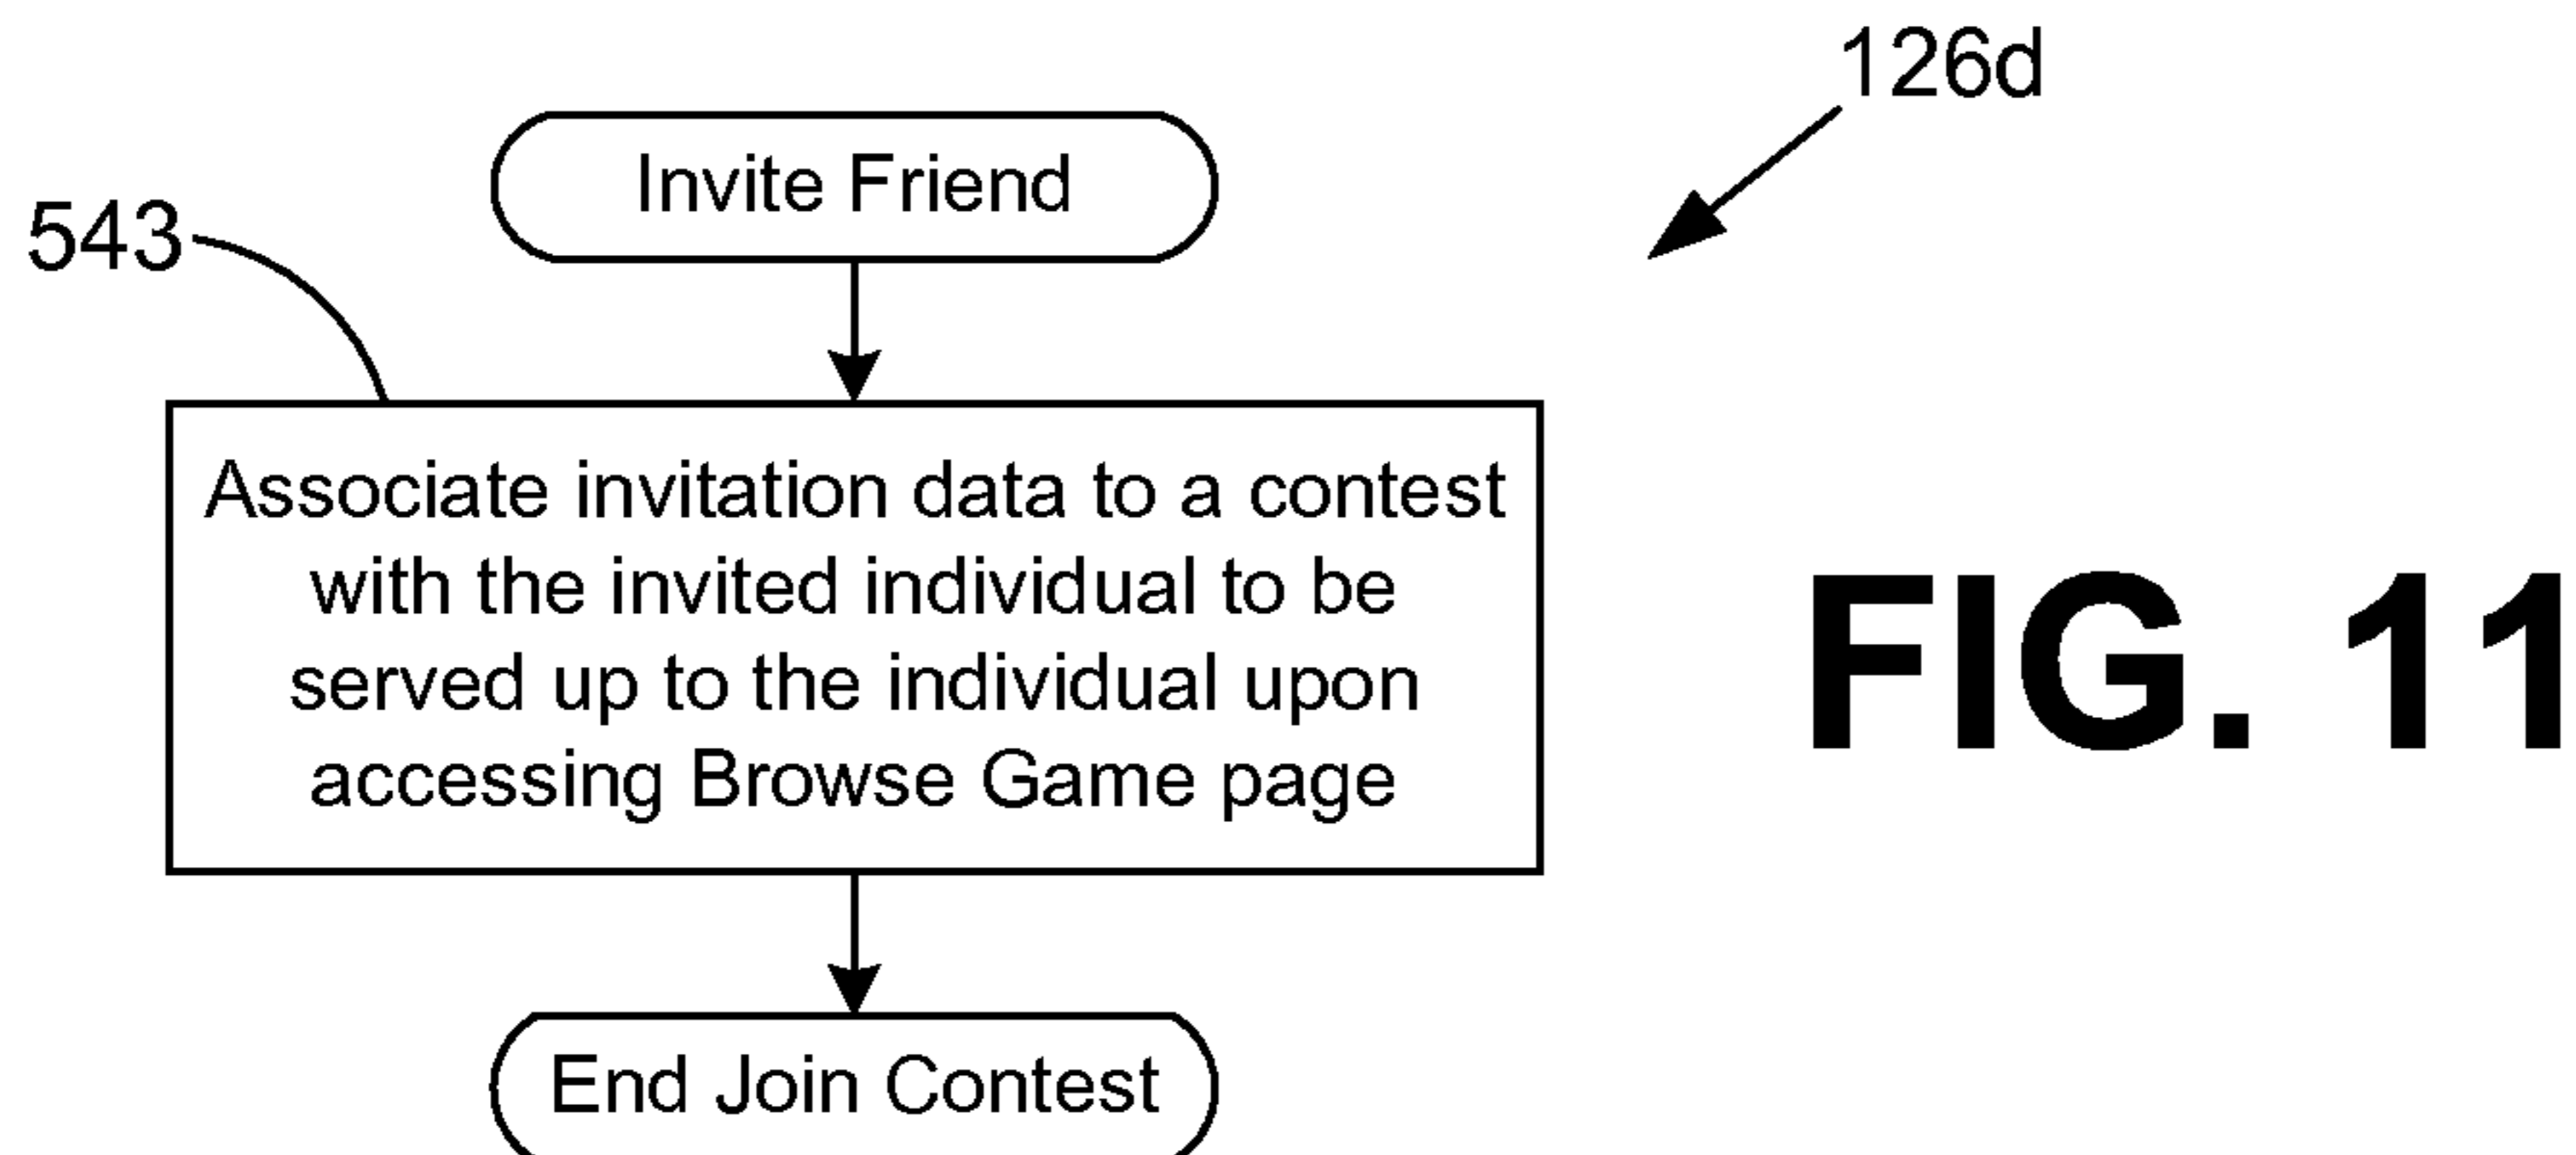 126d
Invite Friend
543
Associate invitation data to a contest
with the invited individual to be
served up to the individual upon
accessing Browse Game page
FIG. 11
End Join Contest